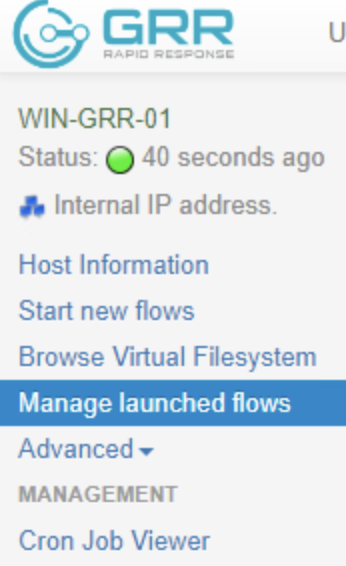 GRR
RAPID RESPONSE
U
WIN-GRR-01
Status: 40 seconds ago
Internal IP address.
Host Information
Start new flows
Browse Virtual Filesystem
Manage launched flows
Advanced
MANAGEMENT
Cron Job Viewer